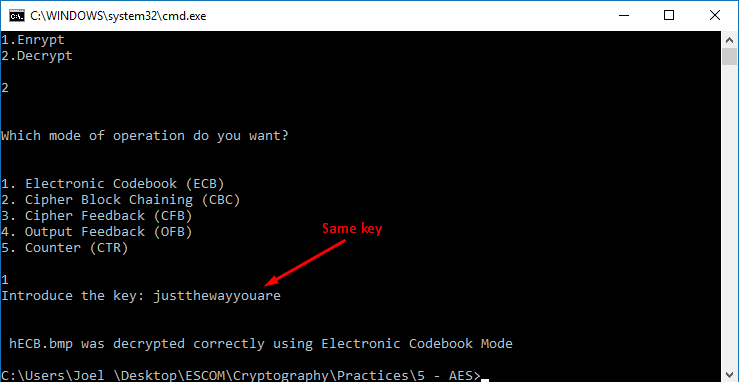 C:\WINDOWS\system32\cmd.exe
1.Enrypt
2.Decrypt
2
Which mode of operation do you want?
1. Electronic Codebook (ECB)
2. Cipher Block Chaining (CBC)
3. Cipher Feedback (CFB)
4. Output Feedback (OFB)
5. Counter (CTR)
Same key
1
Introduce the key: justthewayyouare
hECB.bmp was decrypted correctly using Electronic Codebook Mode
C:\Users\Joel \Desktop\ESCOM\Cryptography\Practices\5 - AES>